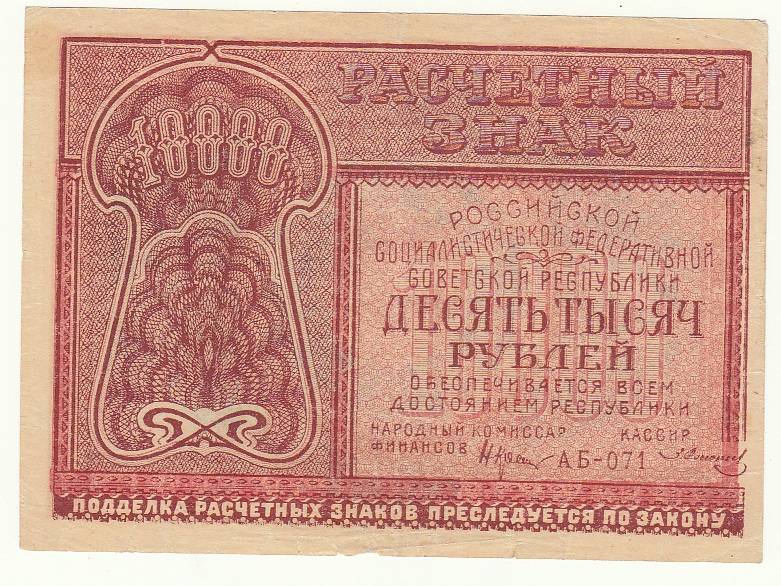 10000
РАСЧЕТНЫЙ
ЗНАК
РОССИЙСКОЙ
СОЦИАЛИСТИЧЕСКОЙ ФЕДЕРАТИВНОЙ
СОВЕТСКОЙ РЕСПУБЛИКИ
ДЕСЯТЬ ТЫСЯЧ
РУБЛЕЙ
ОБЕСПЕЧИВАЕТСЯ ВСЕМ
ДОСТОЯНИЕМ РЕСПУБЛИКИ
НАРОДНЫЙ КОМИССАР КАССИР
ФИНАНСОВ АБ-071
ПОДДЕЛКА РАСЧЕТНЫХ ЗНАКОВ ПРЕСЛЕДУЕТСЯ ПО ЗАКОНУ